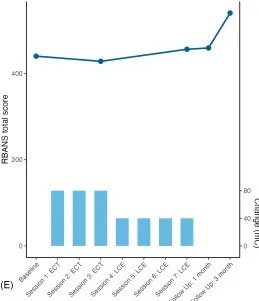 RBANS total score
400
200
0
80
40
0
Change (mC)
Baseline
Session 1: ECT
Session 2: ECT
Session 3: ECT
Session 4: LCE
Session 5: LCE
Session 6: LCE
Session 7: LCE
Follow Up: 1 month
Follow Up: 3 month
(E)